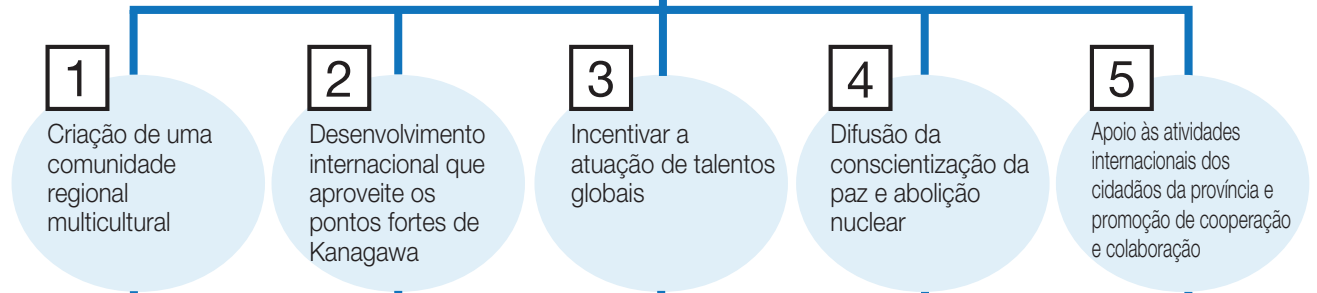 1
Criação de uma
comunidade
regional
multicultural
2
Desenvolvimento
internacional que
aproveite os
pontos fortes de
Kanagawa
3
Incentivar a
atuação de talentos
globais
4
Difusão da
conscientização da
paz e abolição
nuclear
5
Apoio às atividades
internacionais dos
cidadãos da província e
promoção de cooperação
e colaboração